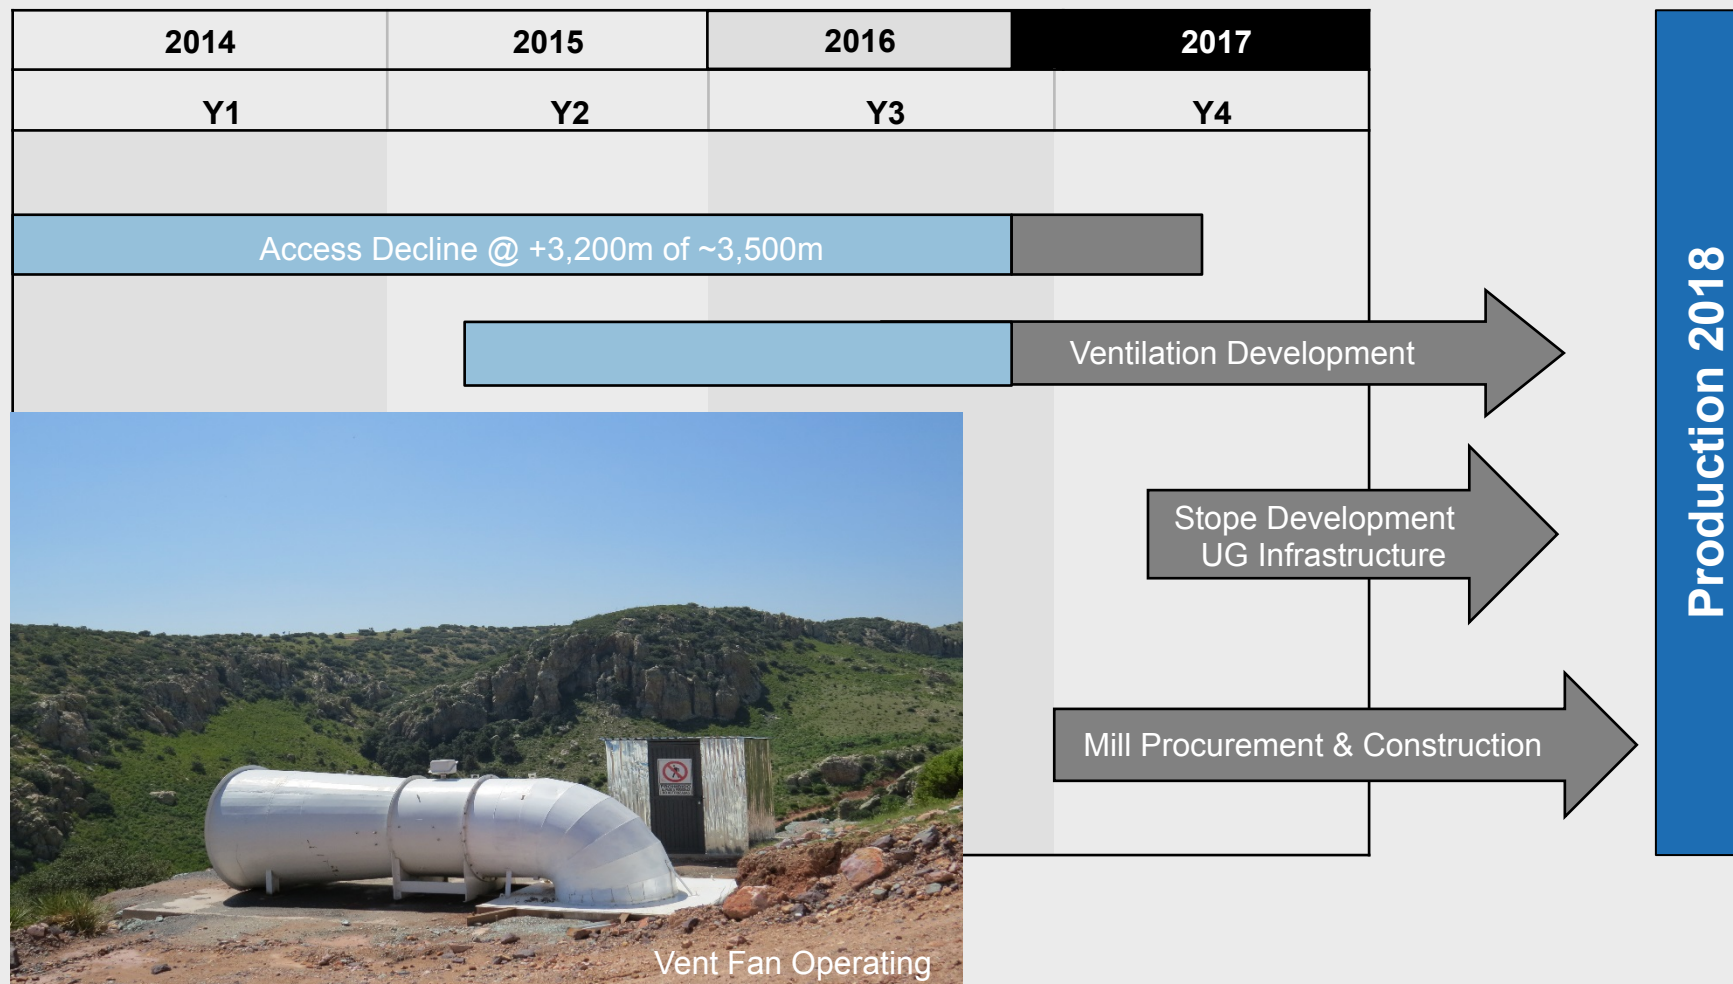 2014 2015 2016 2017
Y1 Y2 Y3 Y4
Access Decline @ +3,200m of ~3,500m
Ventilation Development
Stope Development
UG Infrastructure
Mill Procurement & Construction
Vent Fan Operating
Production 2018